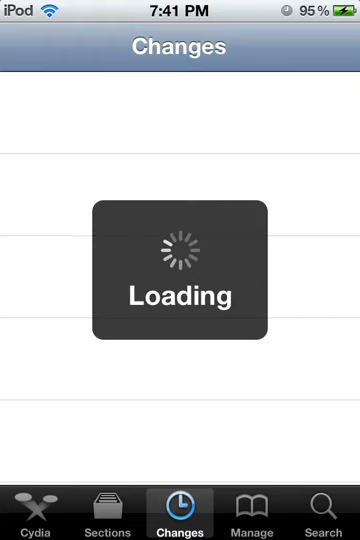 iPod 7:41 PM 95%
Changes
Loading
Cydia Sections Changes Manage Search